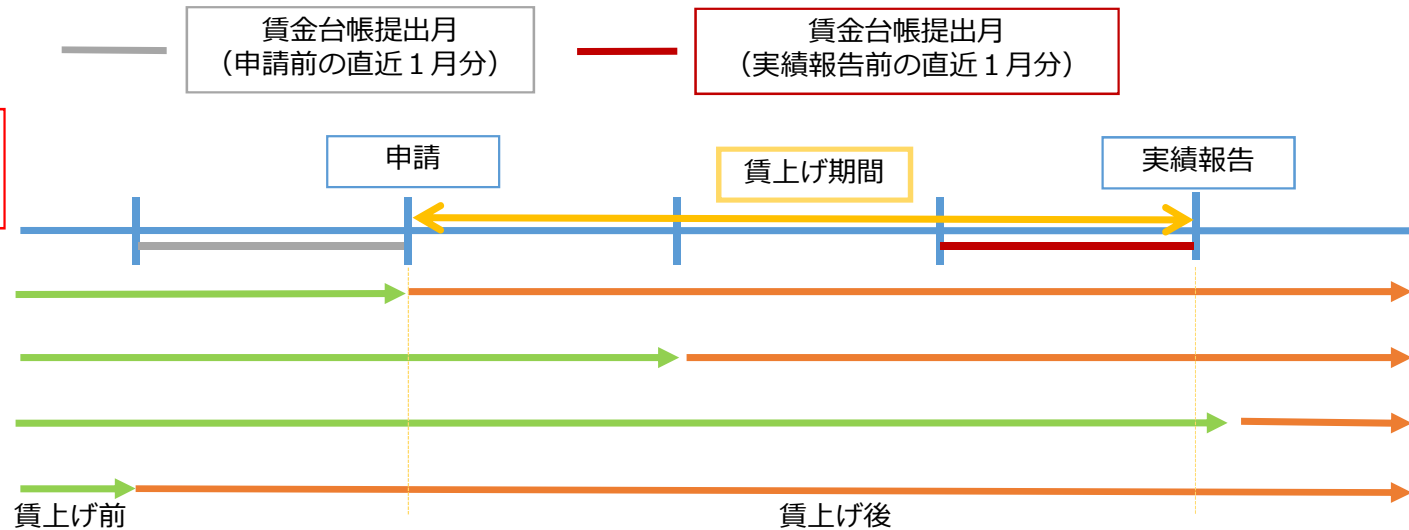 賃金台帳提出月
（申請前の直近１月分）
賃金台帳提出月
（実績報告前の直近１月分）
申請
賃上げ期間
実績報告
賃上げ前
賃上げ後